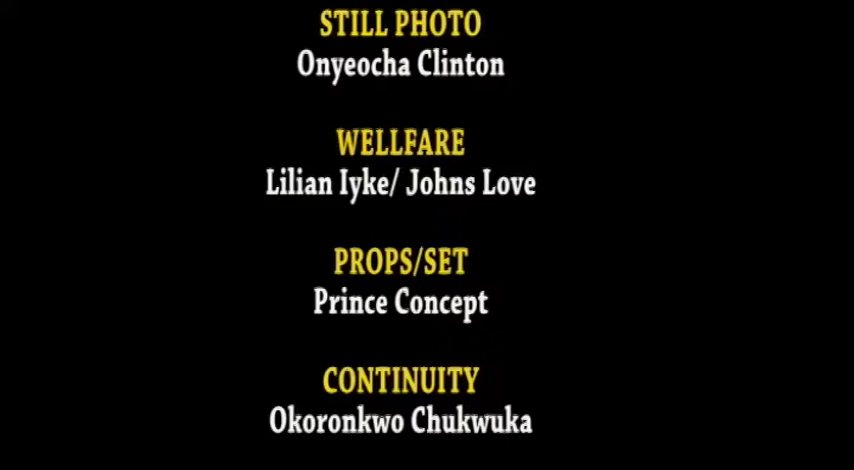 STILL PHOTO
Onyeocha Clinton
WELLFARE
Lilian Iyke/ Johns Love
PROPS/SET
Prince Concept
CONTINUITY
Okoronkwo Chukwuka